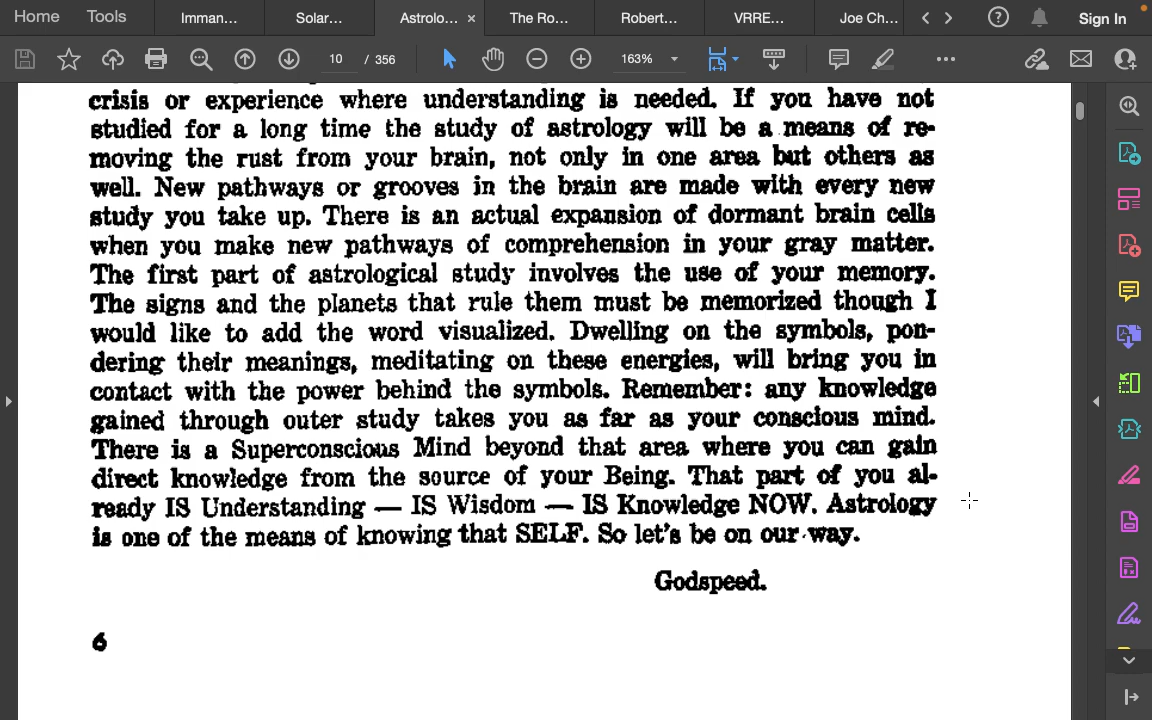 Home Tools Imman... Solar... Astrolo... × The Ro... Robert... VRRE... Joe Ch... Sign In
10 / 356 163%
crisis or experience where understanding is needed. If you have not
studied for a long time the study of astrology will be a means of re-
moving the rust from your brain, not only in one area but others as
well. New pathways or grooves in the brain are made with every new
study you take up. There is an actual expansion of dormant brain cells
when you make new pathways of comprehension in your gray matter.
The first part of astrological study involves the use of your memory.
The signs and the planets that rule them must be memorized though I
would like to add the word visualized. Dwelling on the symbols, pon-
dering their meanings, meditating on these energies, will bring you in
contact with the power behind the symbols. Remember: any knowledge
gained through outer study takes you as far as your conscious mind.
There is a Superconscious Mind beyond that area where you can gain
direct knowledge from the source of your Being. That part of you al-
ready IS Understanding — IS Wisdom — IS Knowledge NOW. Astrology
is one of the means of knowing that SELF. So let's be on our way.
Godspeed.
6